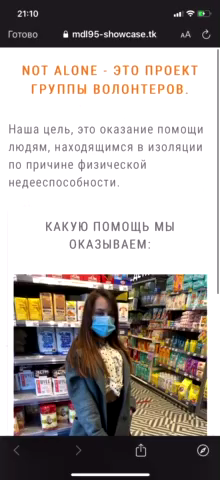 21:10
Готово
mdl95-showcase.tk
AA
NOT ALONE - ЭТО ПРОЕКТ
ГРУППЫ ВОЛОНТЕРОВ.
Наша цель, это оказание помощи
людям, находящимся в изоляции
по причине физической
недееспособности.
КАКУЮ ПОМОЩЬ МЫ
ОКАЗЫВАЕМ: